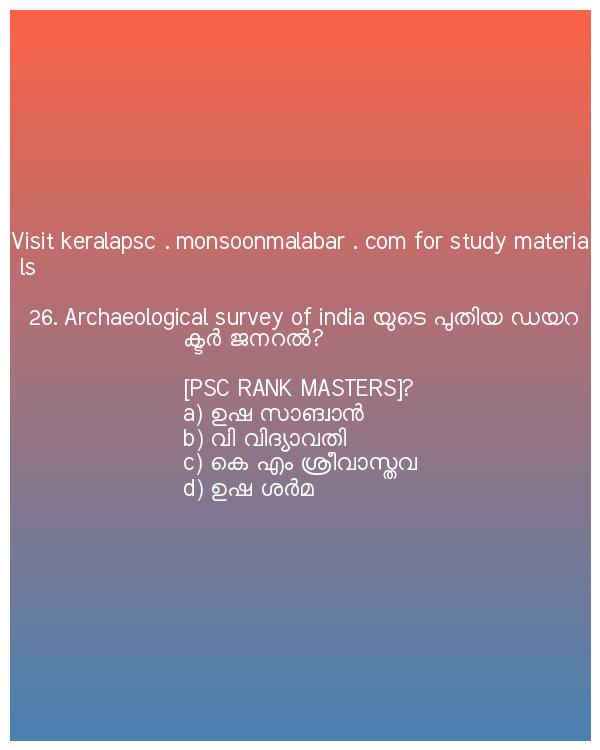 Visit keralapsc . monsoonmalabar . com for study materia
ls
26. Archaeological survey of india യുടെ പുതിയ ഡയറ
ക്ടർ ജനറൽ?
[PSC RANK MASTERS]?
a) ഉഷ സാങ്വാൻ
b) വി വിദ്യാവതി
c) കെ എം ശ്രീവാസ്തവ
d) ഉഷ ശർമ